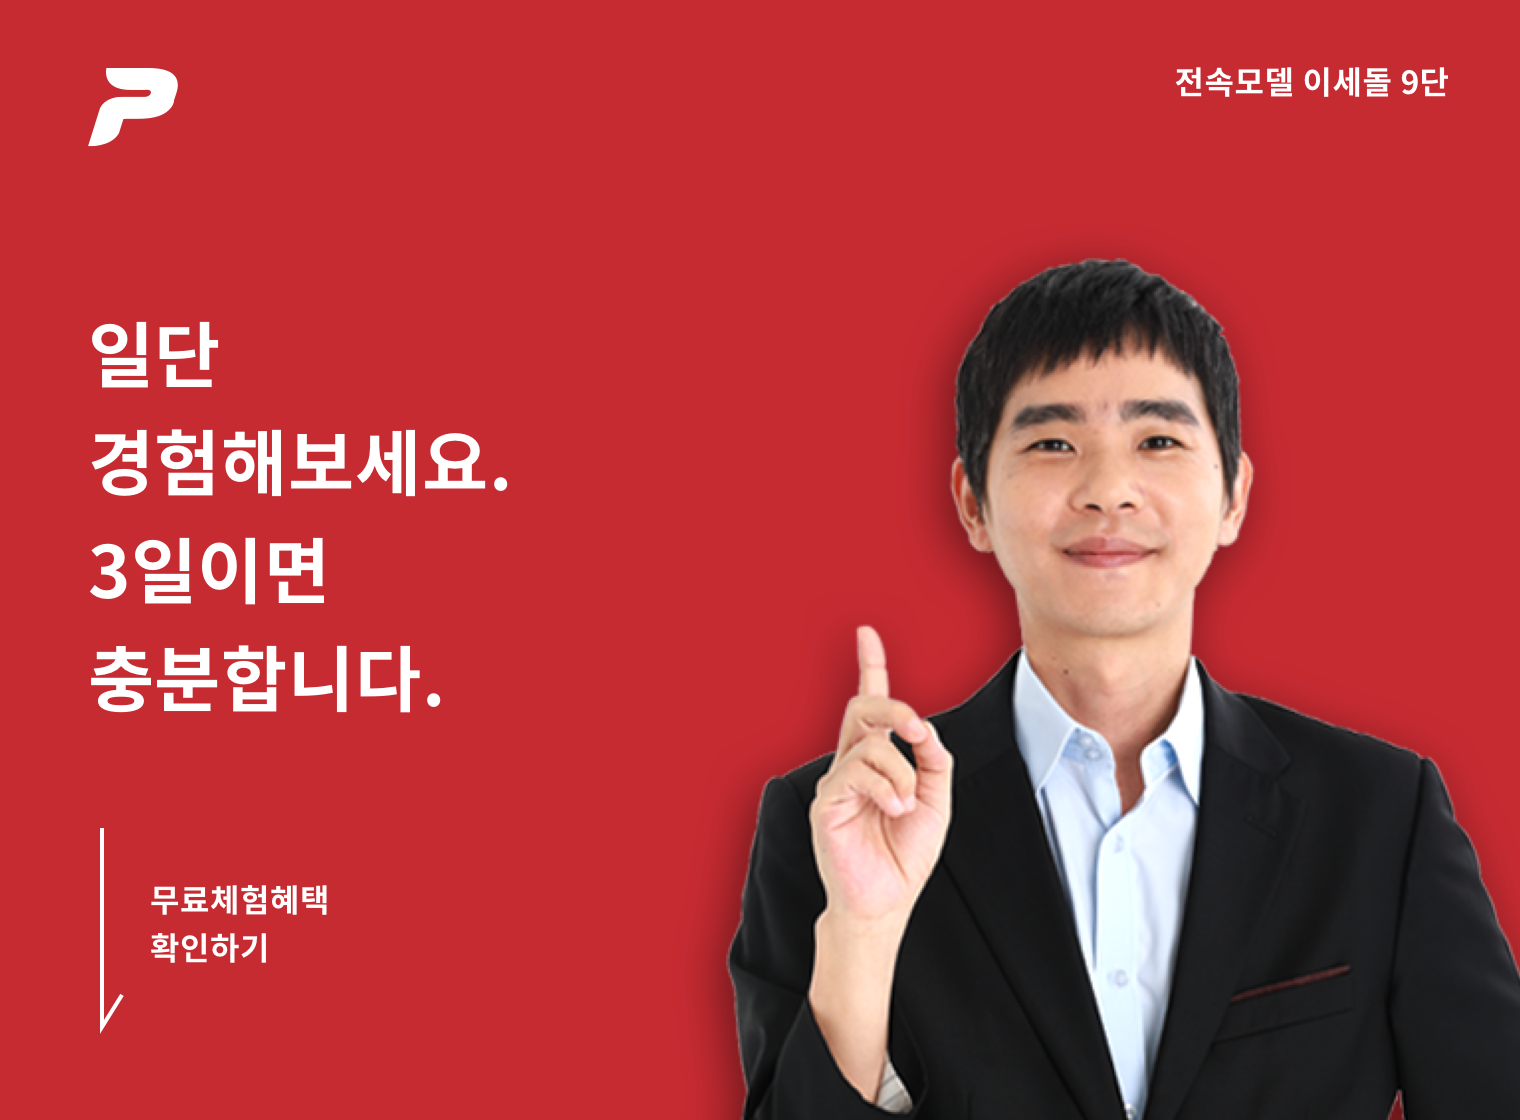 전속모델 이세돌 9단
일단
경험해보세요.
3일이면
충분합니다.
무료체험혜택
확인하기